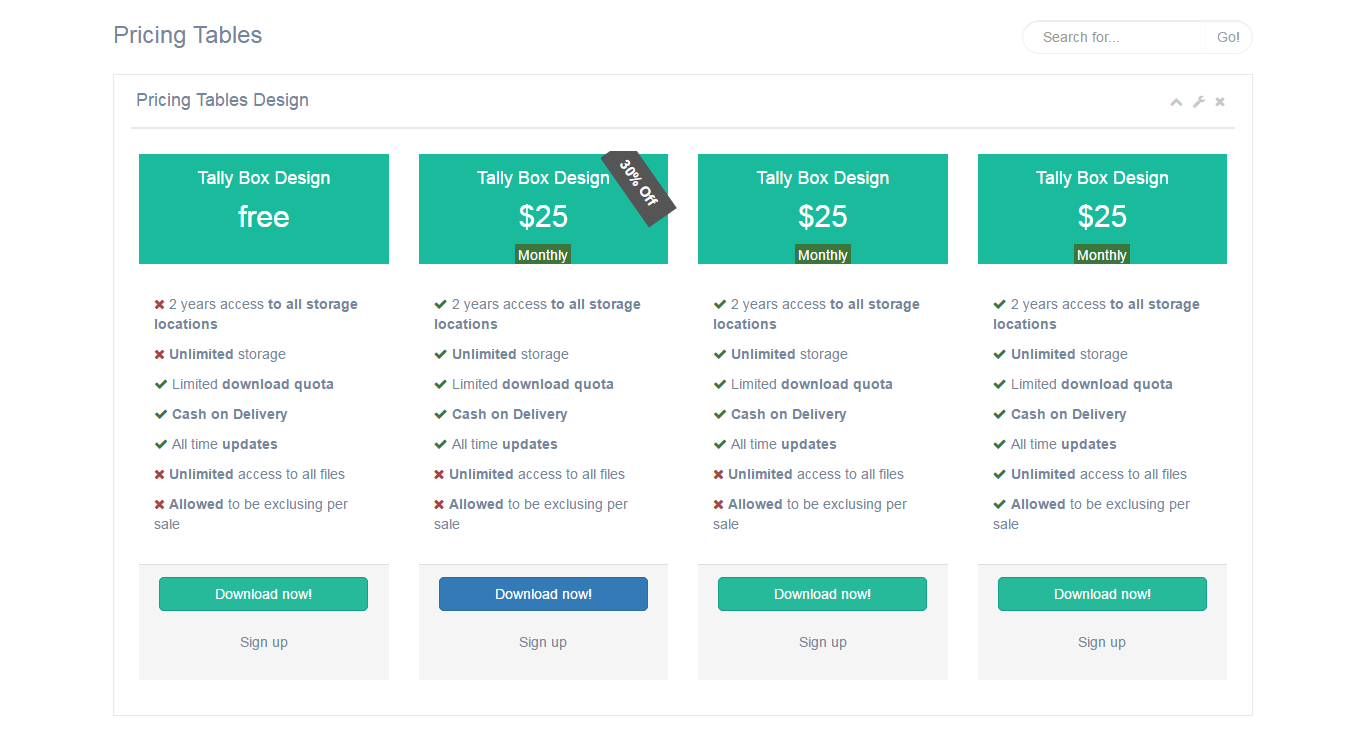 Pricing Tables
Search for...
Go!
Pricing Tables Design
Tally Box Design
free
2 years access to all storage
locations
Unlimited storage
Limited download quota
Cash on Delivery
All time updates
Unlimited access to all files
Allowed to be exclusing per
sale
Download now!
Sign up
Tally Box Design
30% Off
$25
Monthly
2 years access to all storage
locations
Unlimited storage
Limited download quota
Cash on Delivery
All time updates
Unlimited access to all files
Allowed to be exclusing per
sale
Download now!
Sign up
Tally Box Design
$25
Monthly
2 years access to all storage
locations
Unlimited storage
Limited download quota
Cash on Delivery
All time updates
Unlimited access to all files
Allowed to be exclusing per
sale
Download now!
Sign up
Tally Box Design
$25
Monthly
2 years access to all storage
locations
Unlimited storage
Limited download quota
Cash on Delivery
All time updates
Unlimited access to all files
Allowed to be exclusing per
sale
Download now!
Sign up